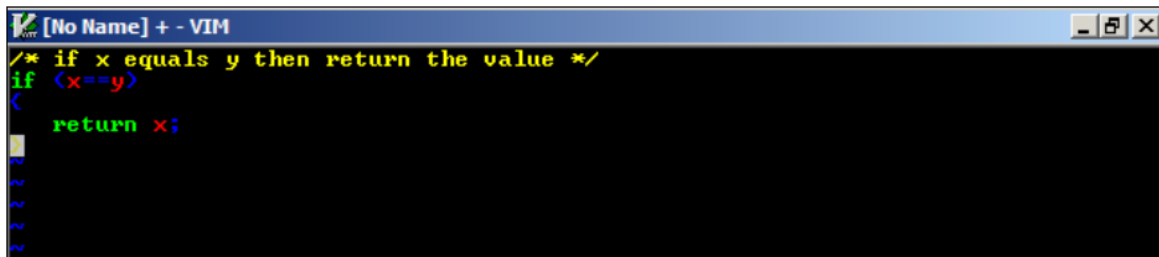 [No Name] + - VIM
/* if x equals y then return the value */
if (x==y)
{
return x;
}
~
~
~
~
~